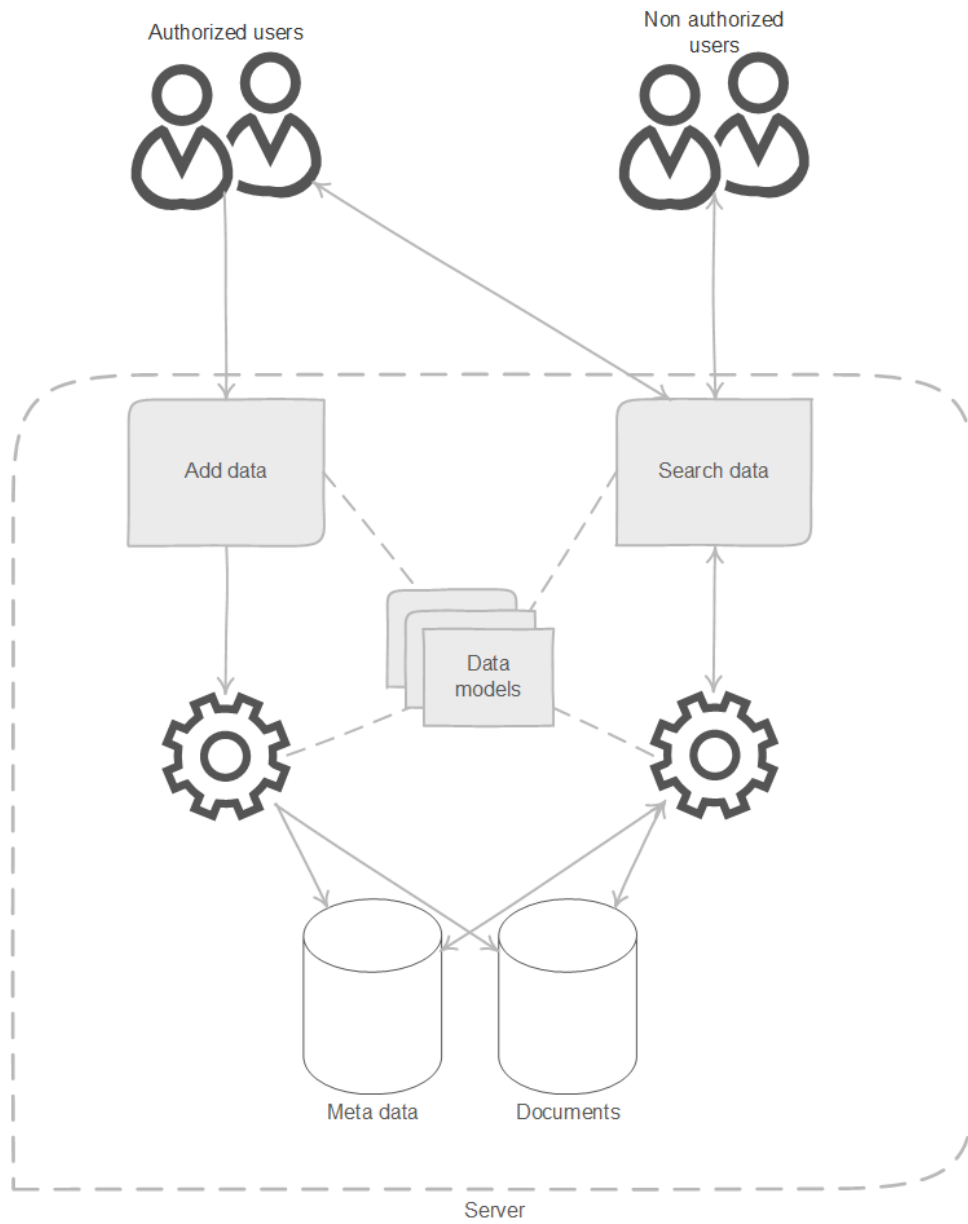 Authorized users
Non authorized
users
Add data
Search data
Data
models
Meta data
Documents
Server